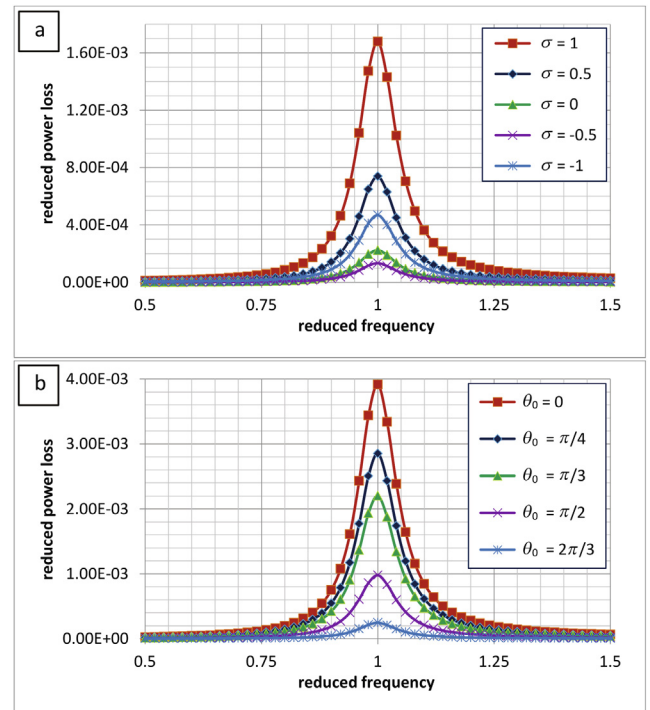 a
1.60E-03
1.20E-03
8.00E-04
4.00E-04
0.00E+00
reduced power loss
0.5
0.75
1
1.25
1.5
reduced frequency
σ = 1
σ = 0.5
σ = 0
σ = -0.5
σ = -1
b
4.00E-03
3.00E-03
2.00E-03
1.00E-03
0.00E+00
reduced power loss
0.5
0.75
1
1.25
1.5
reduced frequency
θ₀ = 0
θ₀ = π/4
θ₀ = π/3
θ₀ = π/2
θ₀ = 2π/3